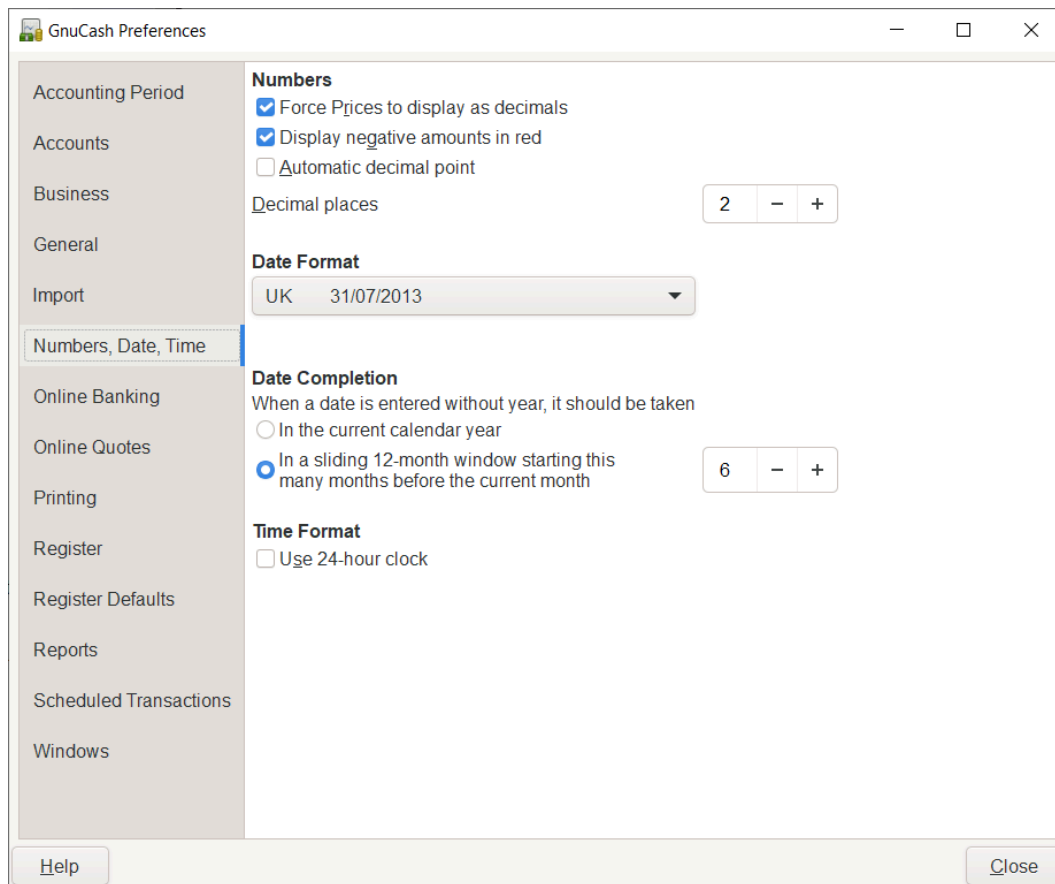 GnuCash Preferences
Accounting Period
Accounts
Business
General
Import
Numbers, Date, Time
Online Banking
Online Quotes
Printing
Register
Register Defaults
Reports
Scheduled Transactions
Windows
Numbers
Force Prices to display as decimals
Display negative amounts in red
Automatic decimal point
Decimal places 2 − +
Date Format
UK 31/07/2013
Date Completion
When a date is entered without year, it should be taken
In the current calendar year
In a sliding 12-month window starting this
many months before the current month
6 − +
Time Format
Use 24-hour clock
Help
Close